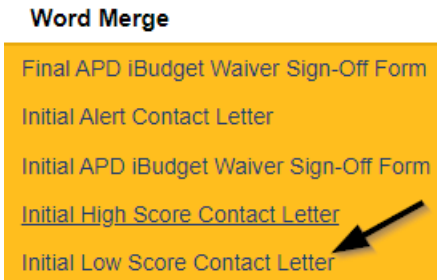 Word Merge
Final APD iBudget Waiver Sign-Off Form
Initial Alert Contact Letter
Initial APD iBudget Waiver Sign-Off Form
Initial High Score Contact Letter
Initial Low Score Contact Letter